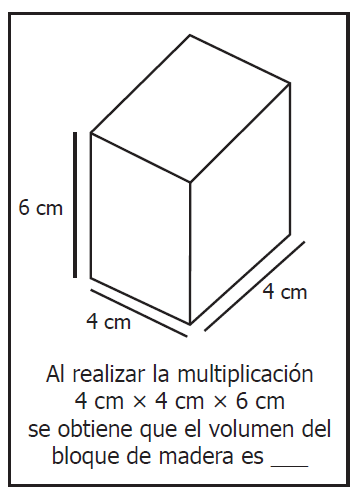 6 cm
4 cm
4 cm
Al realizar la multiplicación
4 cm × 4 cm × 6 cm
se obtiene que el volumen del
bloque de madera es ___